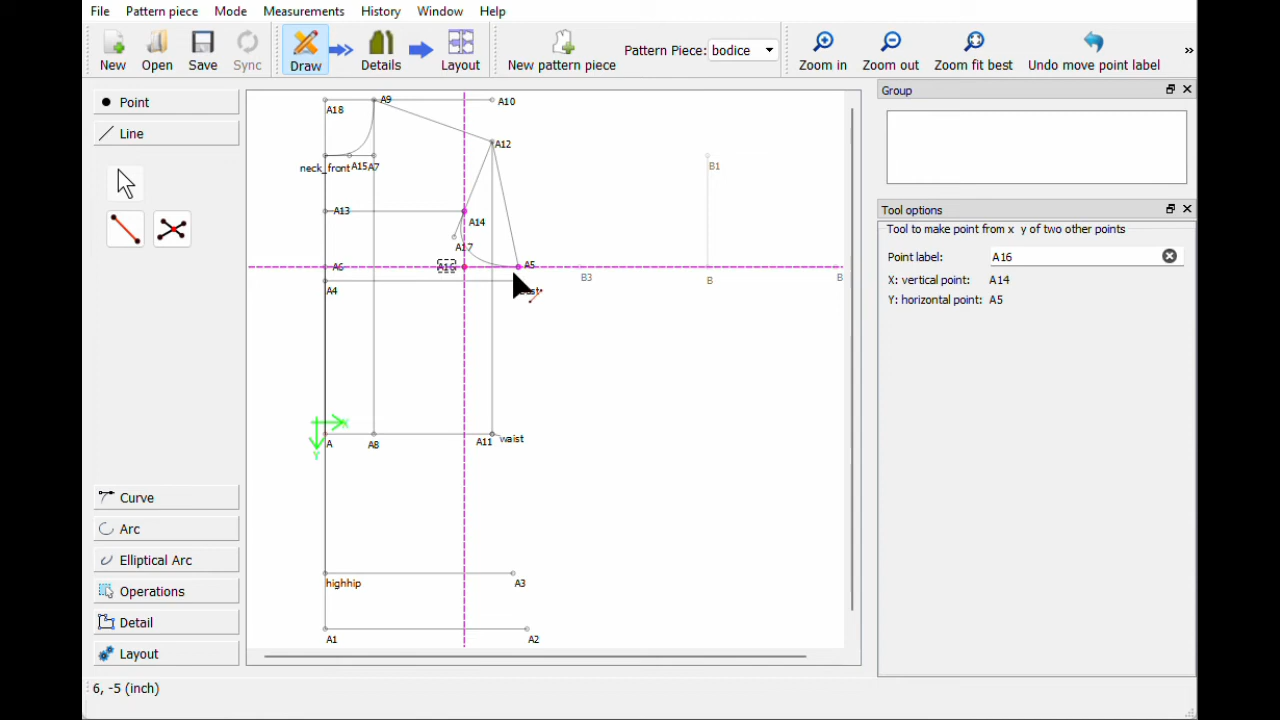 File Pattern piece Mode Measurements History Window Help
New Open Save Sync Draw Details Layout New pattern piece Pattern Piece: bodice Zoom in Zoom out Zoom fit best Undo move point label »
Point
Line
Curve
Arc
Elliptical Arc
Operations
Detail
Layout
A18 A9 A10
A12
neck_front A15 A7
B1
A13
A14
A17
A6 A16 A5
B3 B B
A4
X
Y
A A8 A11 waist
highhip A3
A1 A2
Group
Tool options
Tool to make point from x y of two other points
Point label: A16
X: vertical point: A14
Y: horizontal point: A5
6, -5 (inch)